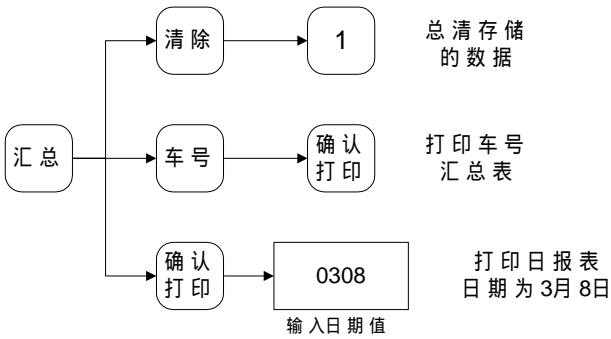 清除
1
总清存储
的数据
汇总
车号
确认
打印
打印车号
汇总表
确认
打印
0308
输入日期值
打印日报表
日期为3月8日